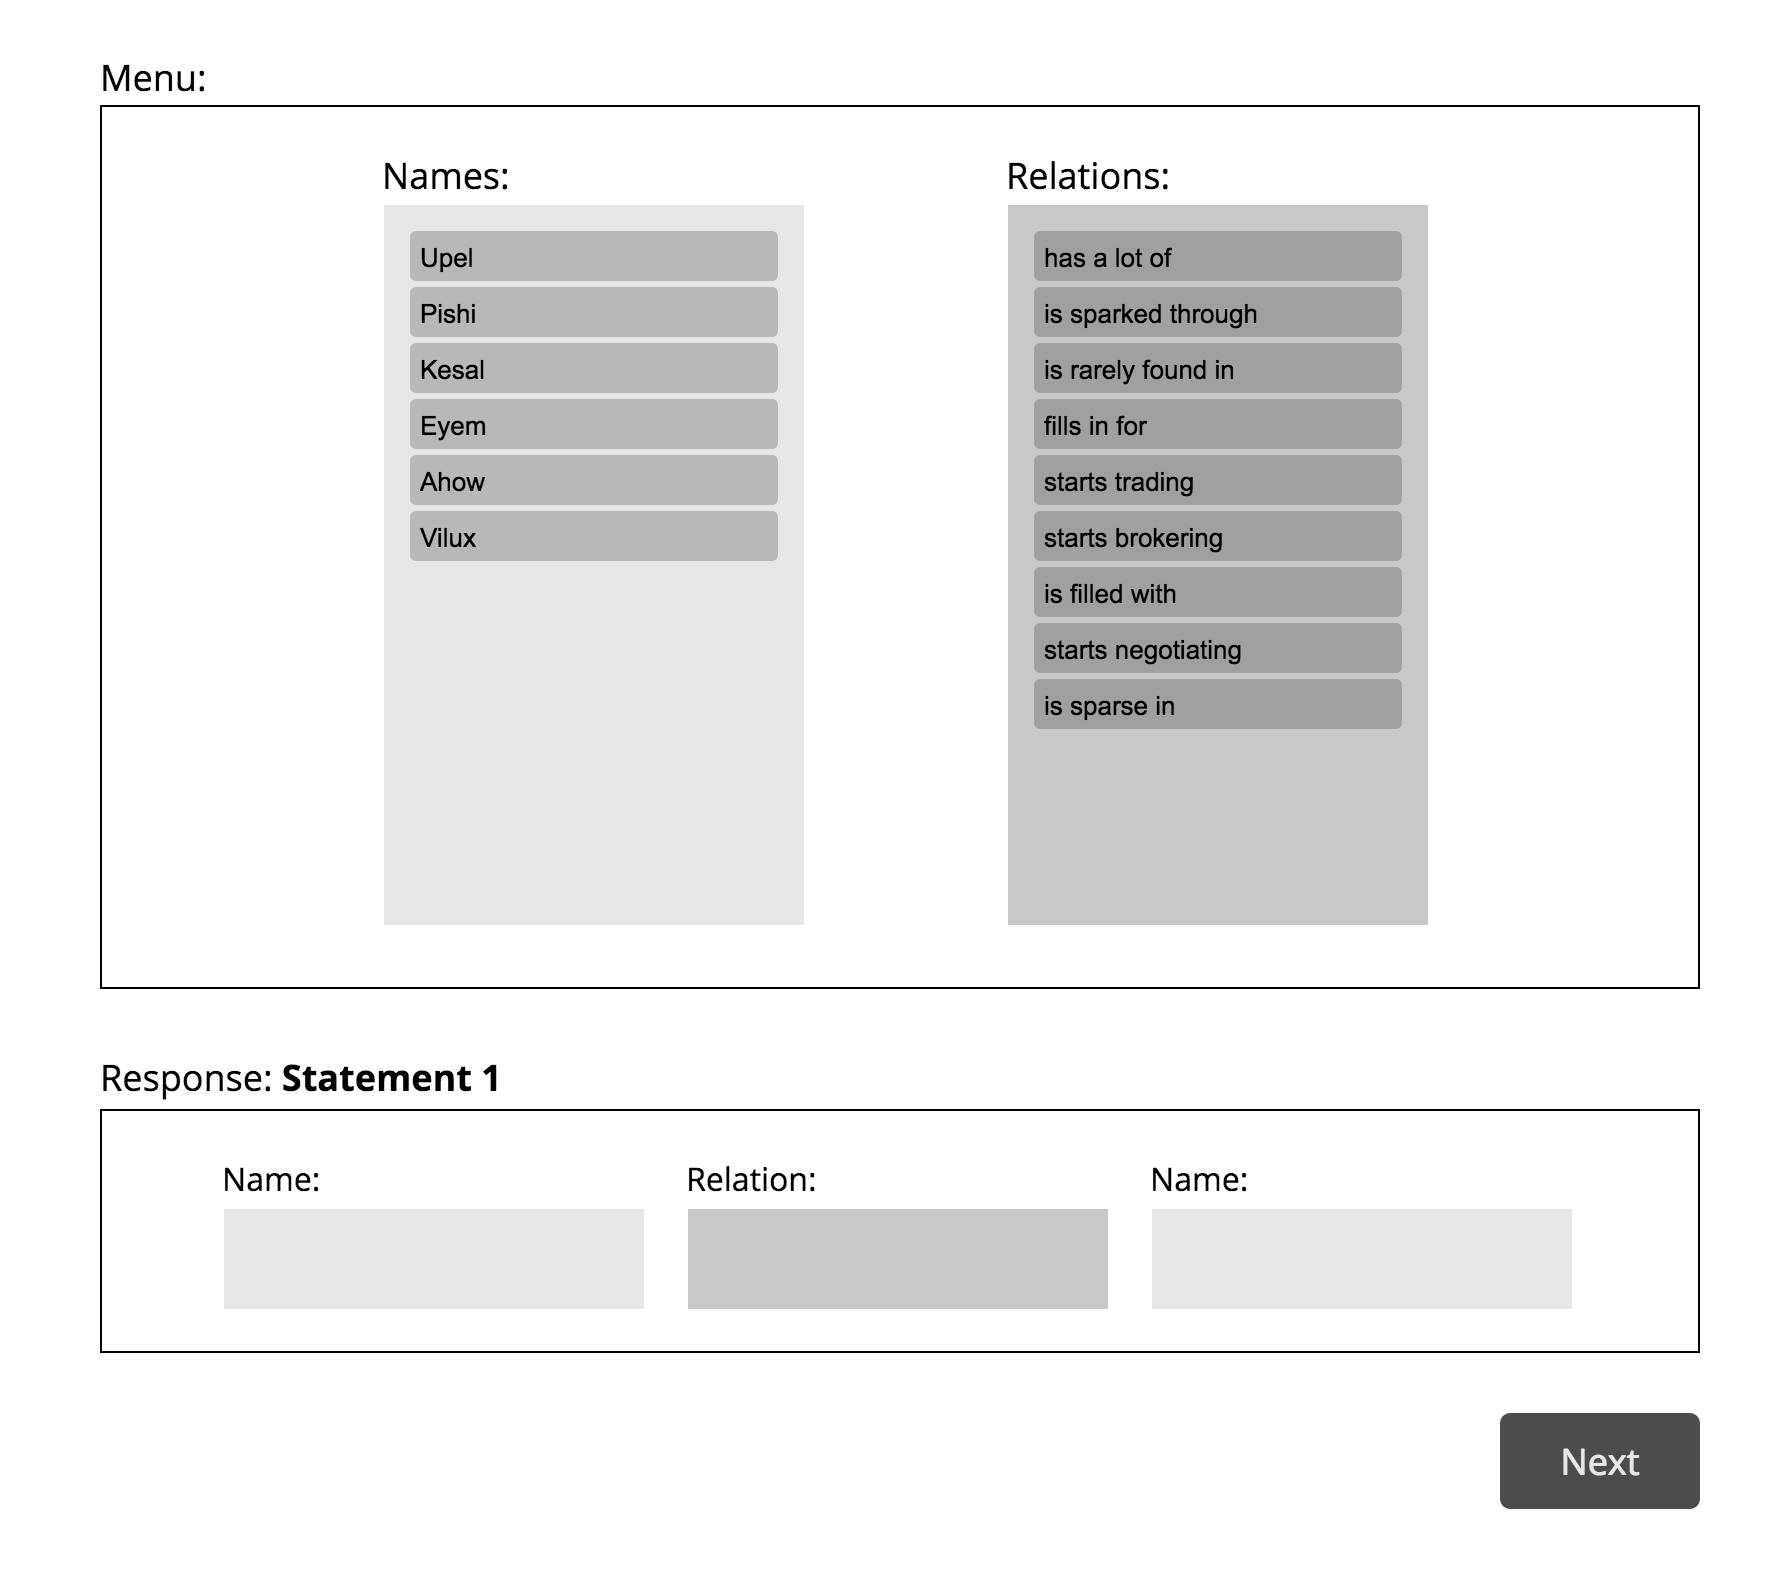 Menu:
Names:
Upel
Pishi
Kesal
Eyem
Ahow
Vilux
Relations:
has a lot of
is sparked through
is rarely found in
fills in for
starts trading
starts brokering
is filled with
starts negotiating
is sparse in
Response: Statement 1
Name:
Relation:
Name:
Next